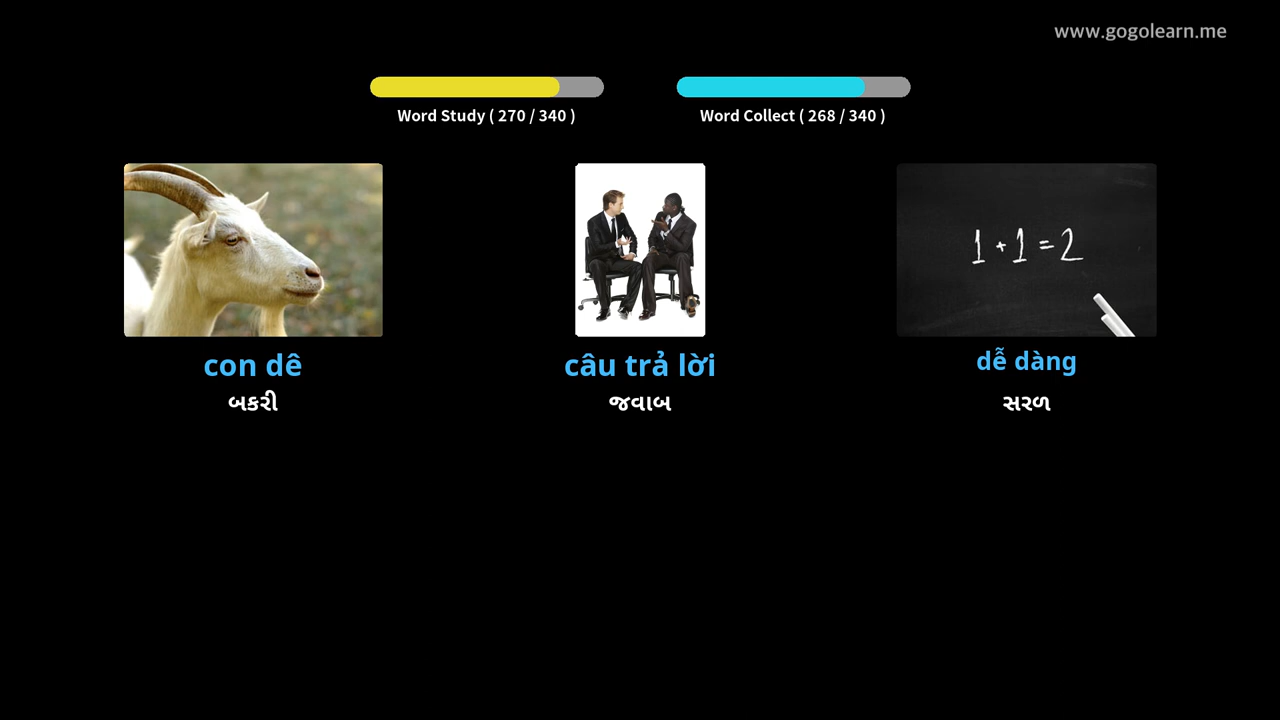 www.gogolearn.me
Word Study ( 270 / 340 )
Word Collect ( 268 / 340 )
1 + 1 = 2
con dê
câu trả lời
dễ dàng
બકરી
જવાબ
સરળ